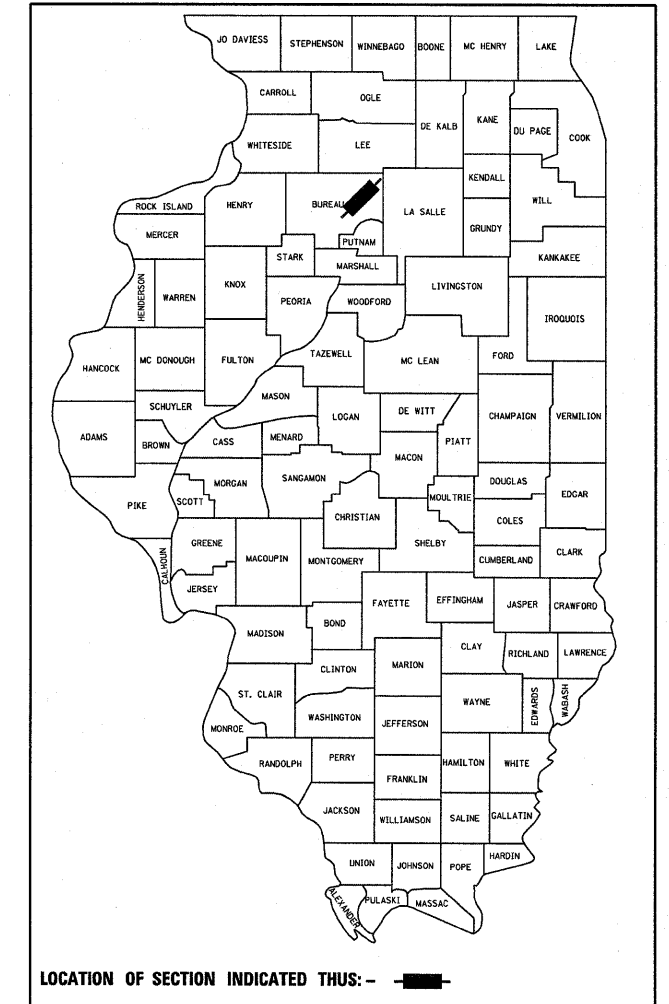 JO DAVIESS
STEPHENSON
WINNEBAGO
BOONE
MC HENRY
LAKE
CARROLL
OGLE
DE KALB
KANE
DU PAGE
COOK
WHITESIDE
LEE
KENDALL
WILL
ROCK ISLAND
HENRY
BUREAU
LA SALLE
GRUNDY
MERCER
PUTNAM
KANKAKEE
STARK
MARSHALL
HENDERSON
WARREN
KNOX
PEORIA
WOODFORD
LIVINGSTON
IROQUOIS
HANCOCK
MC DONOUGH
FULTON
TAZEWELL
MC LEAN
FORD
MASON
SCHUYLER
LOGAN
DE WITT
CHAMPAIGN
VERMILION
ADAMS
BROWN
CASS
MENARD
PIATT
MACON
MORGAN
SANGAMON
DOUGLAS
EDGAR
PIKE
SCOTT
MOULTRIE
CHRISTIAN
COLES
GREENE
MACOUPIN
MONTGOMERY
SHELBY
CUMBERLAND
CLARK
CALHOUN
JERSEY
FAYETTE
EFFINGHAM
JASPER
CRAWFORD
MADISON
BOND
CLAY
RICHLAND
LAWRENCE
CLINTON
MARION
ST. CLAIR
WAYNE
EDWARDS
WABASH
WASHINGTON
JEFFERSON
MONROE
RANDOLPH
PERRY
HAMILTON
WHITE
FRANKLIN
JACKSON
WILLIAMSON
SALINE
GALLATIN
UNION
JOHNSON
POPE
HARDIN
ALEXANDER
PULASKI
MASSAC
LOCATION OF SECTION INDICATED THUS: -